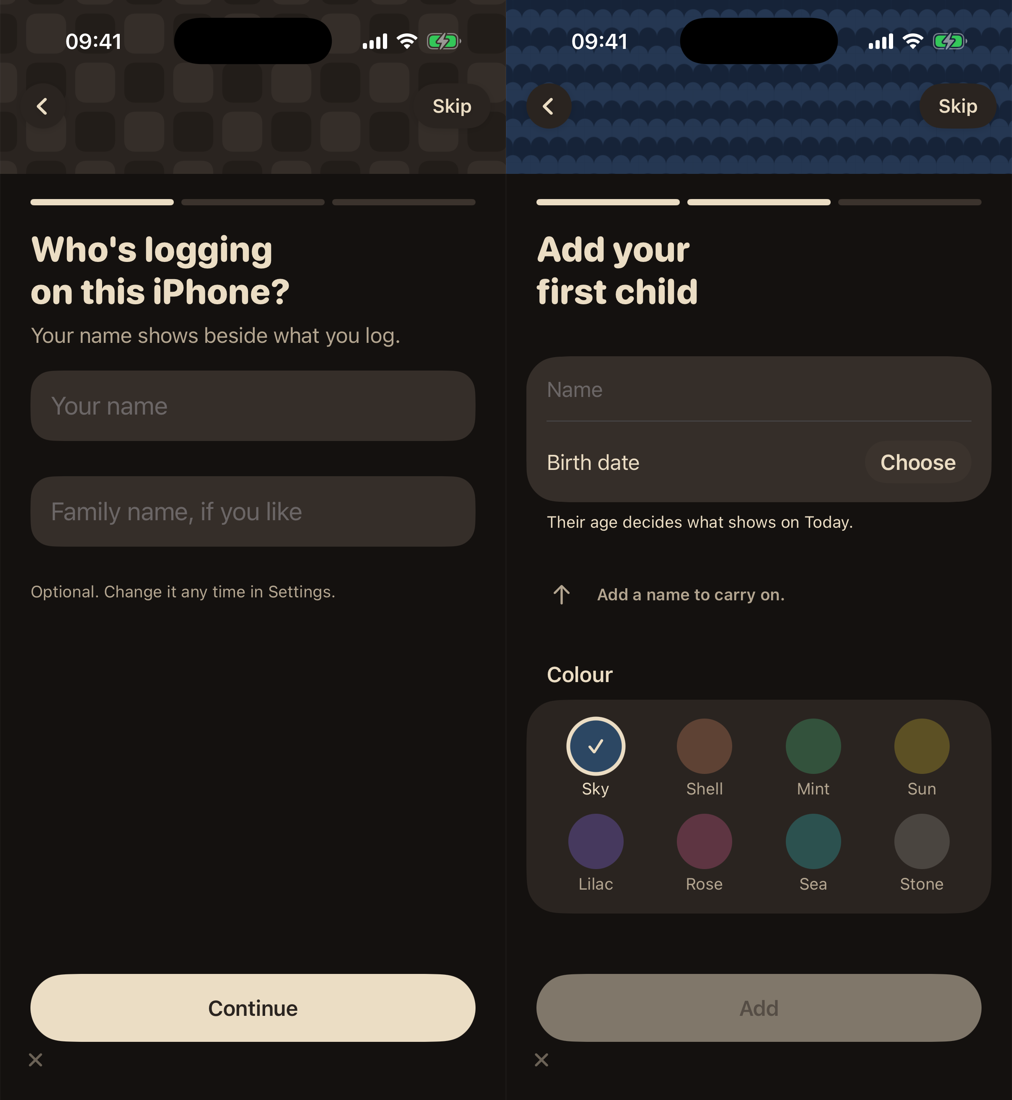 09:41
Skip
Who's logging
on this iPhone?
Your name shows beside what you log.
Your name
Family name, if you like
Optional. Change it any time in Settings.
Continue
09:41
Skip
Add your
first child
Name
Birth date
Choose
Their age decides what shows on Today.
Add a name to carry on.
Colour
Sky
Shell
Mint
Sun
Lilac
Rose
Sea
Stone
Add